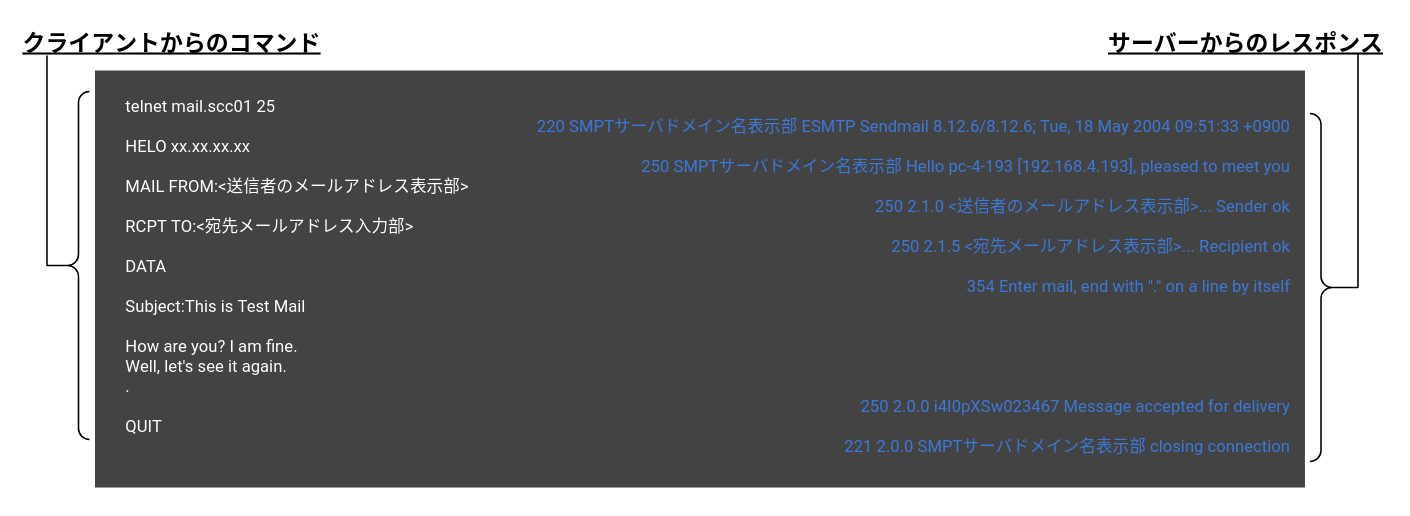 クライアントからのコマンド
サーバーからのレスポンス
telnet mail.scc01 25
220 SMPTサーバドメイン名表示部 ESMTP Sendmail 8.12.6/8.12.6; Tue, 18 May 2004 09:51:33 +0900
HELO xx.xx.xx.xx
250 SMPTサーバドメイン名表示部 Hello pc-4-193 [192.168.4.193], pleased to meet you
MAIL FROM:<送信者のメールアドレス表示部>
250 2.1.0 <送信者のメールアドレス表示部>... Sender ok
RCPT TO:<宛先メールアドレス入力部>
250 2.1.5 <宛先メールアドレス表示部>... Recipient ok
DATA
354 Enter mail, end with "." on a line by itself
Subject:This is Test Mail
How are you? I am fine.
Well, let's see it again.
.
250 2.0.0 i4I0pXSw023467 Message accepted for delivery
QUIT
221 2.0.0 SMPTサーバドメイン名表示部 closing connection